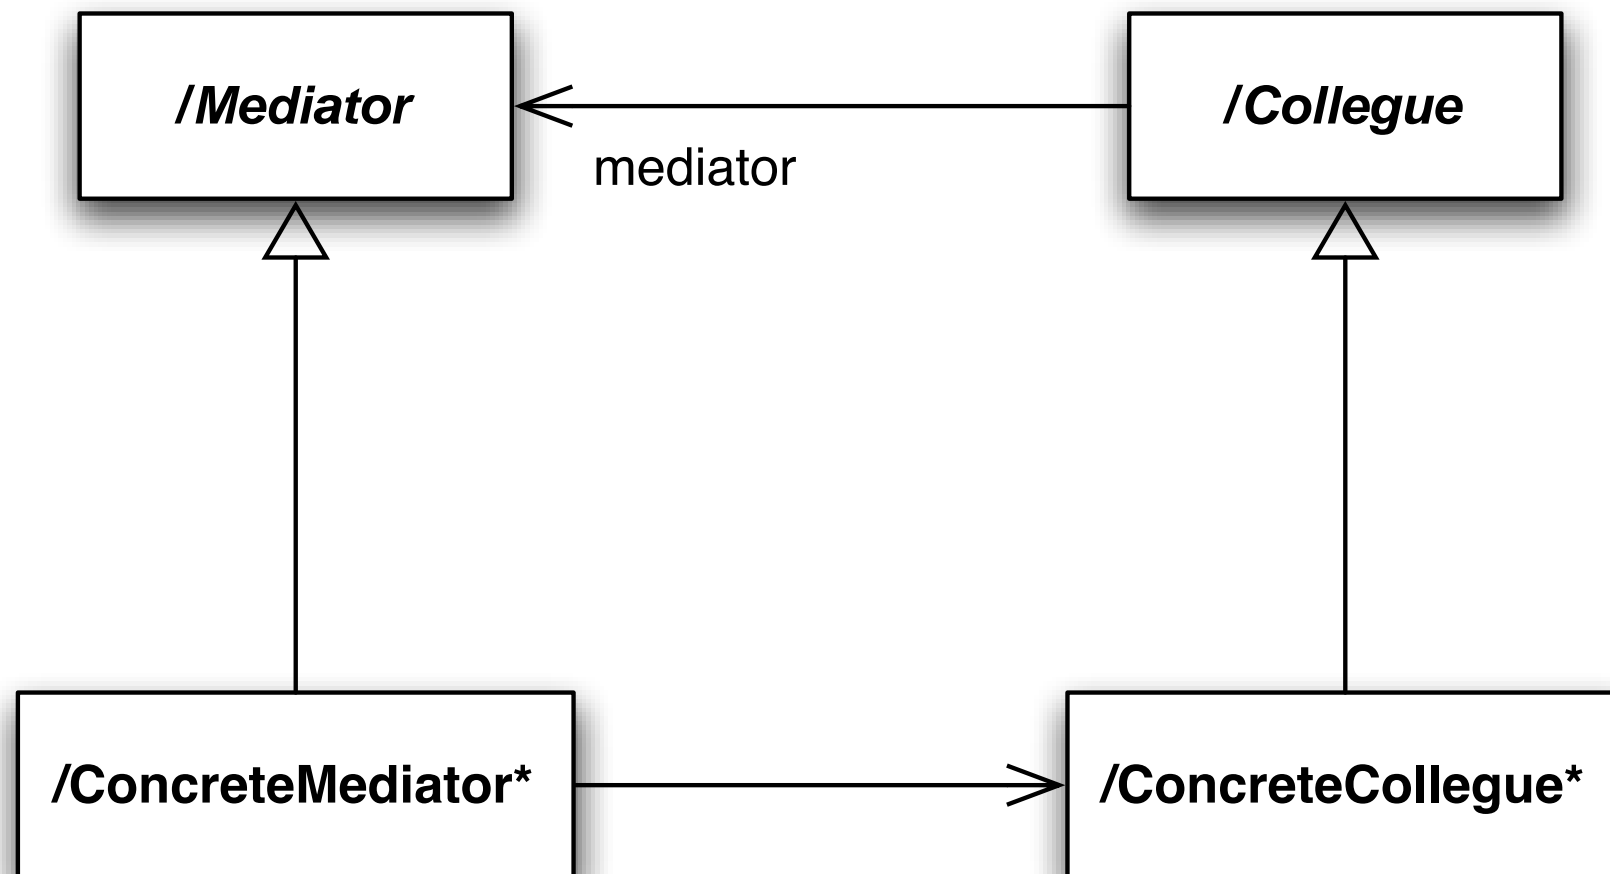 /Mediator
/Collegue
mediator
/ConcreteMediator*
/ConcreteCollegue*